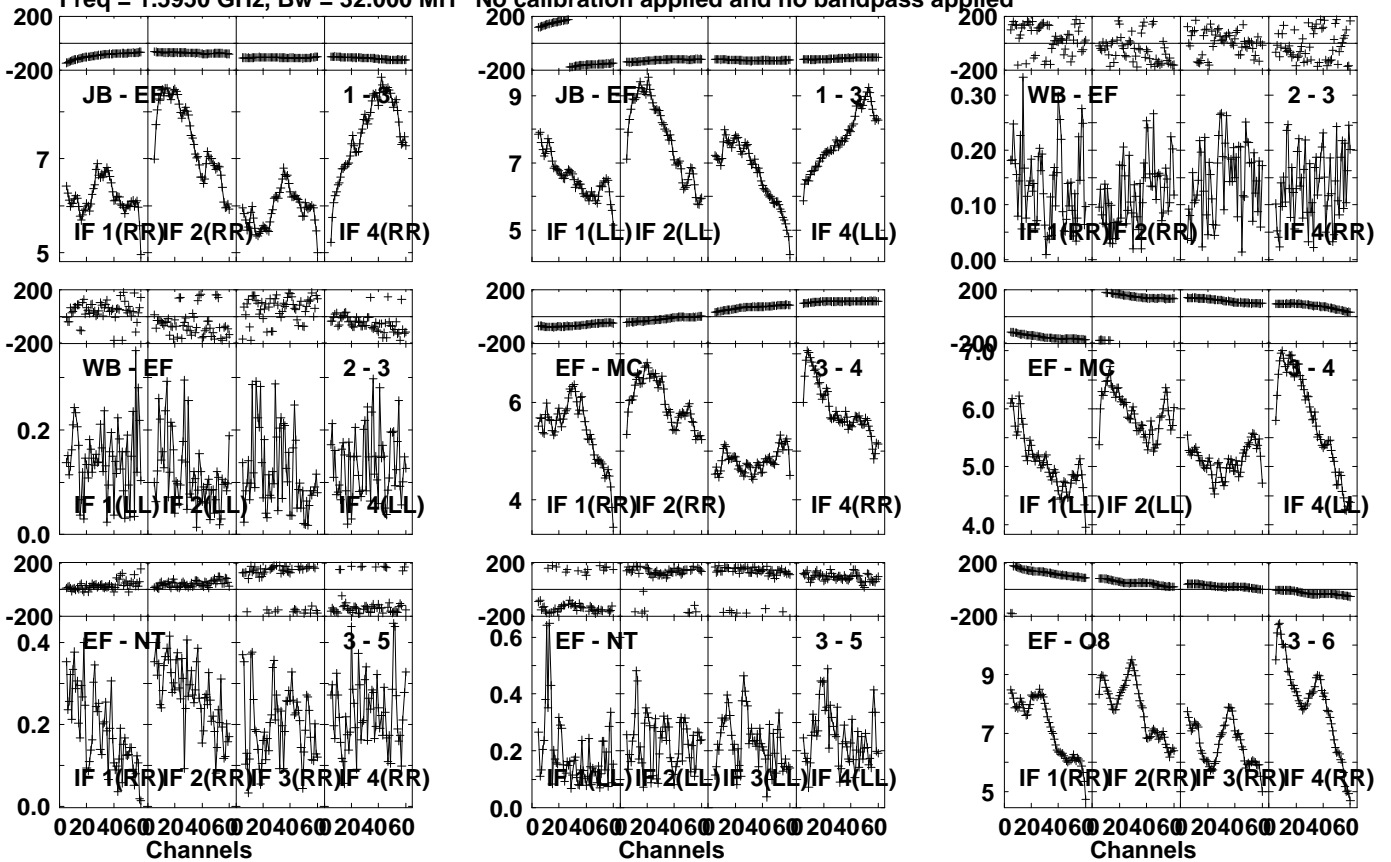 Freq = 1.5950 GHz, Bw = 32.000 MH No calibration applied and no bandpass applied
200
-200
JB - EF 1 - 3
7
5
IF 1(RR) IF 2(RR) IF 4(RR)
JB - EF 1 - 3
9
7
5
IF 1(LL) IF 2(LL) IF 4(LL)
200
-200
WB - EF 2 - 3
0.30
0.20
0.10
0.00
IF 1(RR) IF 2(RR) IF 4(RR)
200
-200
WB - EF 2 - 3
0.2
0.0
IF 1(LL) IF 2(LL) IF 4(LL)
200
-200
EF - MC 3 - 4
6
4
IF 1(RR) IF 2(RR) IF 4(RR)
200
-200
EF - MC 3 - 4
7.0
6.0
5.0
4.0
IF 1(LL) IF 2(LL) IF 4(LL)
200
-200
EF - NT 3 - 5
0.4
0.2
0.0
IF 1(RR) IF 2(RR) IF 3(RR) IF 4(RR)
0 20 40 60 0 20 40 60 0 20 40 60 0 20 40 60
Channels
200
-200
EF - NT 3 - 5
0.6
0.4
0.2
0.0
IF 1(LL) IF 2(LL) IF 3(LL) IF 4(LL)
0 20 40 60 0 20 40 60 0 20 40 60 0 20 40 60
Channels
200
-200
EF - O8 3 - 6
9
7
5
IF 1(RR) IF 2(RR) IF 3(RR) IF 4(RR)
0 20 40 60 0 20 40 60 0 20 40 60 0 20 40 60
Channels